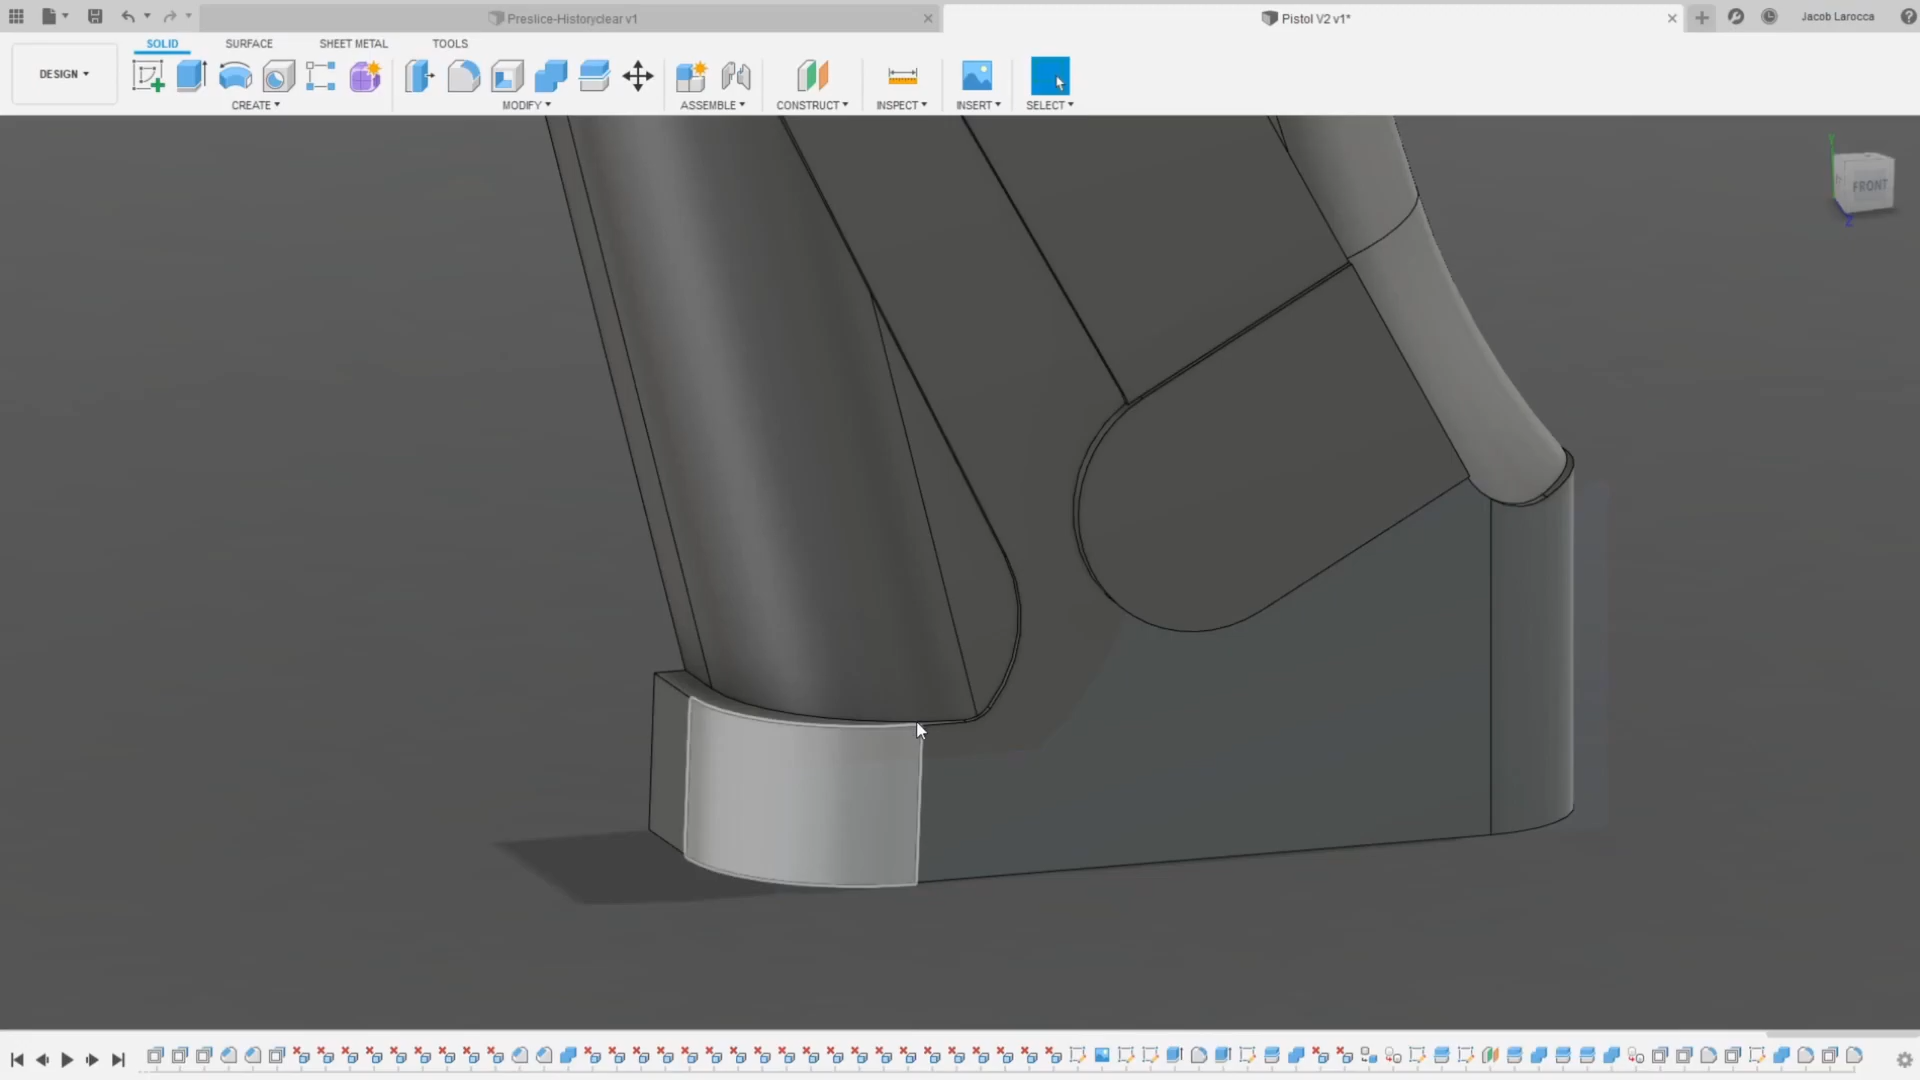 Preslice-Historyclear v1
Pistol V2 v1*
Jacob Larocca
DESIGN
SOLID SURFACE SHEET METAL TOOLS
CREATE MODIFY ASSEMBLE CONSTRUCT INSPECT INSERT SELECT
Y
FRONT
Z